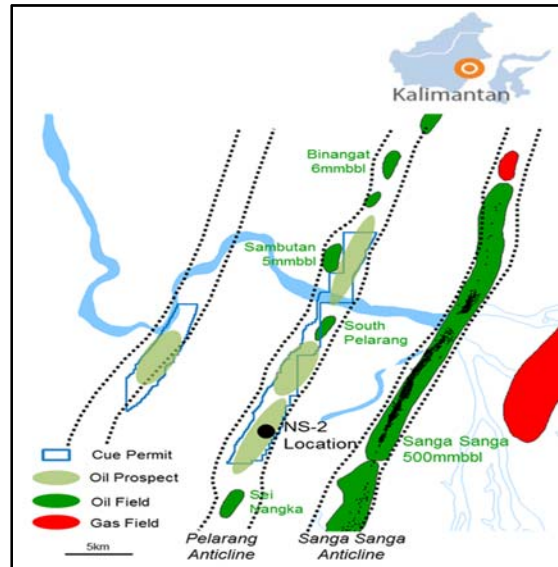 Kalimantan
Binangat
6mmbbl
Sambutan
5mmbbl
South
Pelarang
NS-2
Location
Sanga Sanga
500mmbbl
Sei
Nangka
Cue Permit
Oil Prospect
Oil Field
Gas Field
5km
Pelarang
Anticline
Sanga Sanga
Anticline